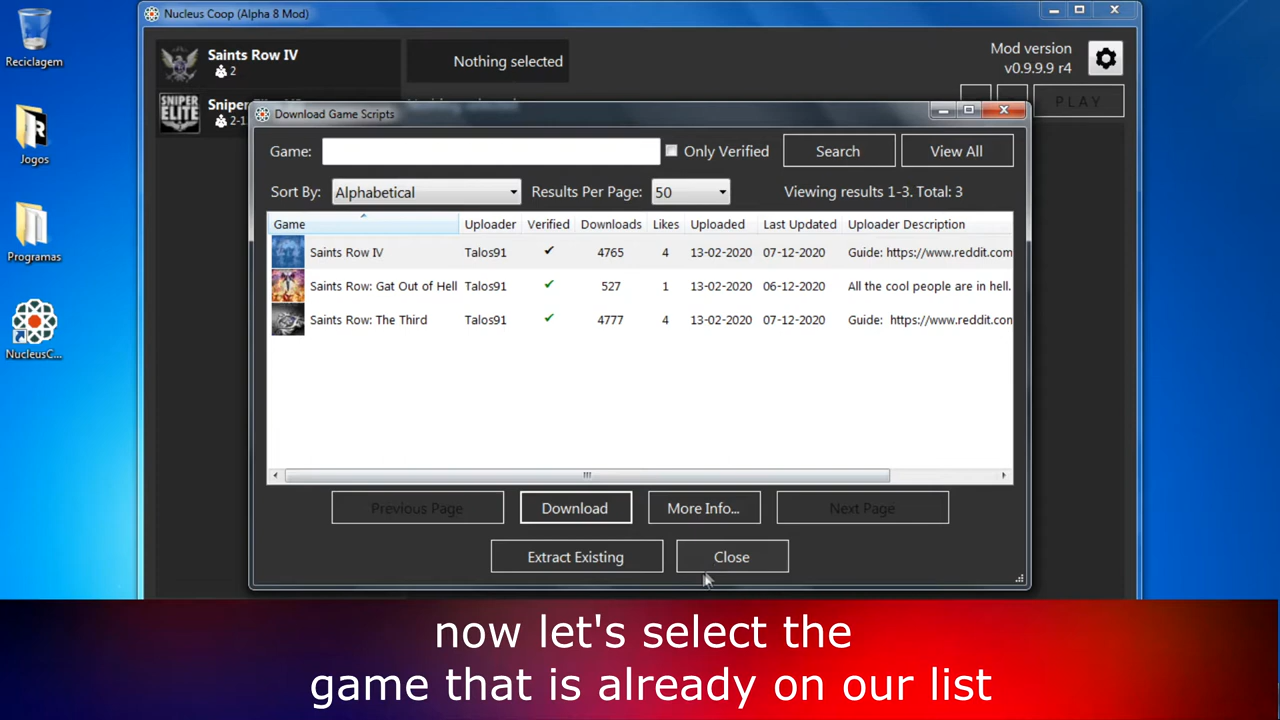 Reciclagem
Jogos
Programas
NucleusC...
Nucleus Coop (Alpha 8 Mod)
Saints Row IV
2
Nothing selected
Mod version
v0.9.9.9 r4
SNIPER
ELITE
PLAY
Download Game Scripts
Game:
Only Verified
Search
View All
Sort By:
Alphabetical
Results Per Page:
50
Viewing results 1-3. Total: 3
Game Uploader Verified Downloads Likes Uploaded Last Updated Uploader Description
Saints Row IV Talos91 ✔ 4765 4 13-02-2020 07-12-2020 Guide: https://www.reddit.com
Saints Row: Gat Out of Hell Talos91 ✔ 527 1 13-02-2020 06-12-2020 All the cool people are in hell.
Saints Row: The Third Talos91 ✔ 4777 4 13-02-2020 07-12-2020 Guide: https://www.reddit.con
Previous Page
Download
More Info...
Next Page
Extract Existing
Close
now let's select the
game that is already on our list